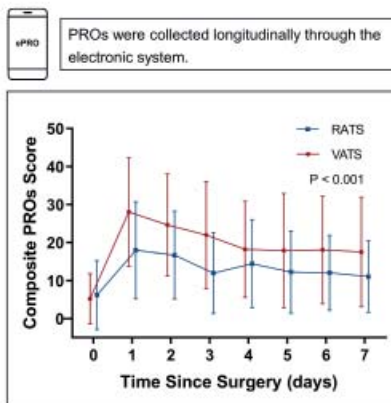 ePRO
PROs were collected longitudinally through the
electronic system.
50
40
30
20
10
0
Composite PROs Score
RATS
VATS
P < 0.001
0 1 2 3 4 5 6 7
Time Since Surgery (days)